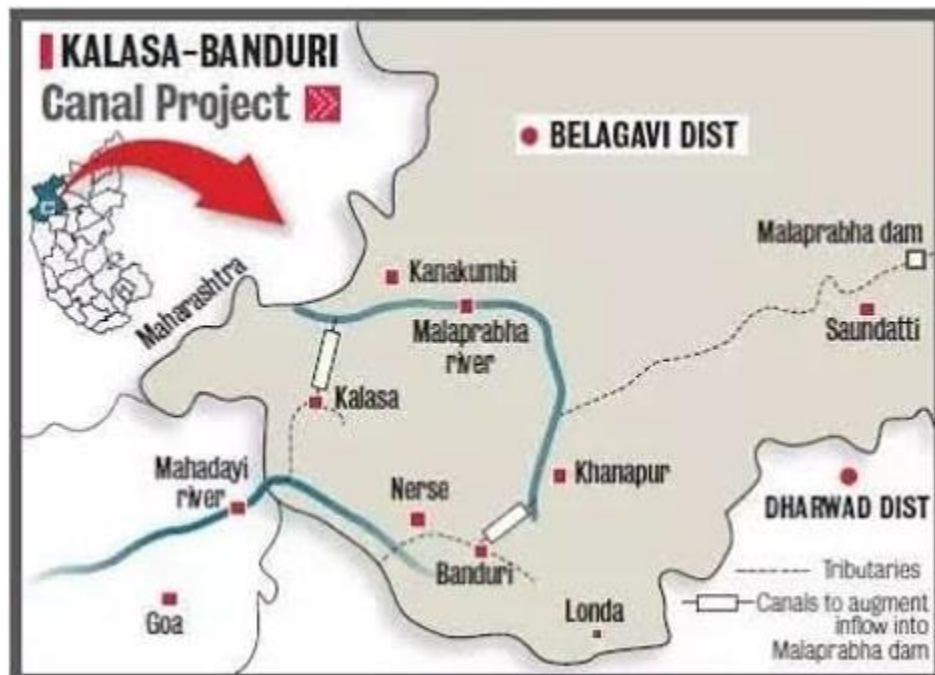 KALASA-BANDURI
Canal Project
BELAGAVI DIST
Malaprabha dam
Maharashtra
Kanakumbi
Malaprabha
river
Saundatti
Kalasa
Mahadayi
river
Nerse
Khanapur
DHARWAD DIST
Banduri
Goa
Londa
Tributaries
Canals to augment
inflow into
Malaprabha dam